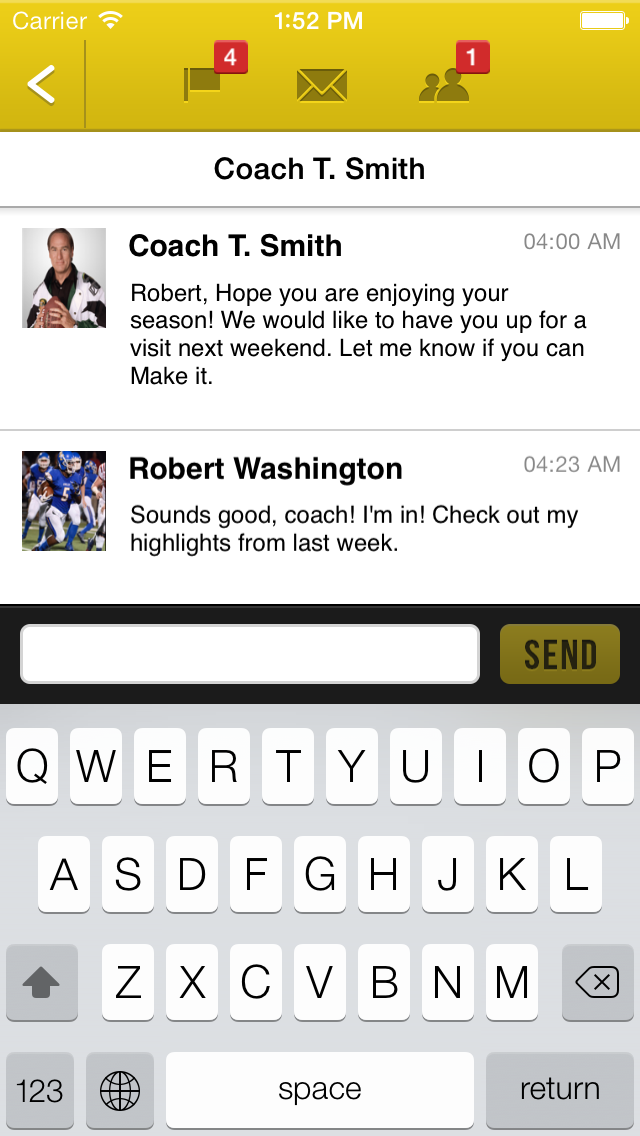 Carrier 1:52 PM
4 1
Coach T. Smith
Coach T. Smith 04:00 AM
Robert, Hope you are enjoying your
season! We would like to have you up for a
visit next weekend. Let me know if you can
Make it.
Robert Washington 04:23 AM
Sounds good, coach! I'm in! Check out my
highlights from last week.
SEND
Q W E R T Y U I O P
A S D F G H J K L
Z X C V B N M
123 space return